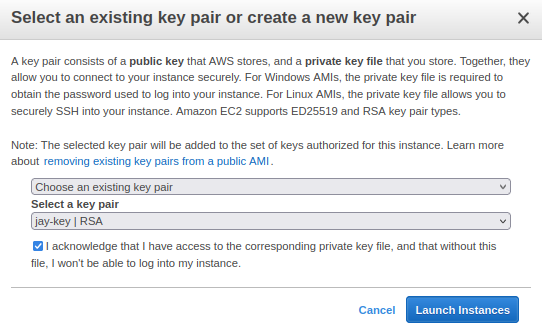 Select an existing key pair or create a new key pair
A key pair consists of a public key that AWS stores, and a private key file that you store. Together, they
allow you to connect to your instance securely. For Windows AMIs, the private key file is required to
obtain the password used to log into your instance. For Linux AMIs, the private key file allows you to
securely SSH into your instance. Amazon EC2 supports ED25519 and RSA key pair types.
Note: The selected key pair will be added to the set of keys authorized for this instance. Learn more
about removing existing key pairs from a public AMI.
Choose an existing key pair
Select a key pair
jay-key | RSA
I acknowledge that I have access to the corresponding private key file, and that without this
file, I won't be able to log into my instance.
Cancel Launch Instances